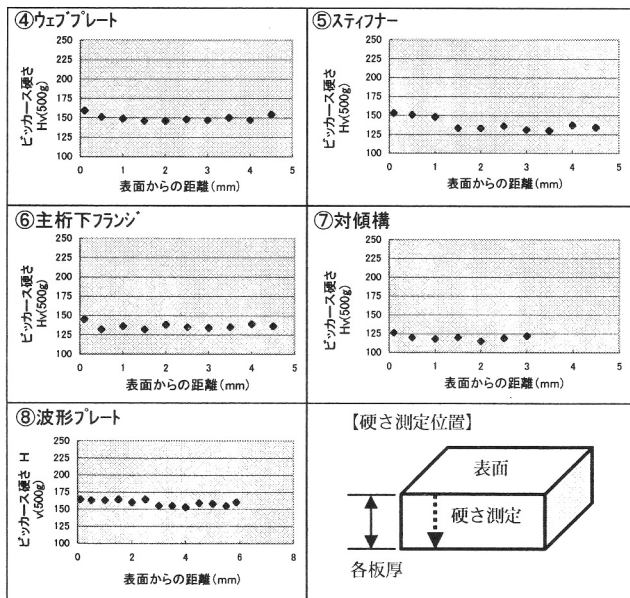 ④ウェブプレート
250
225
200
175
150
125
100
ビッカース硬さ
Hv(500g)
0 1 2 3 4 5
表面からの距離(mm)
⑤スティフナー
250
225
200
175
150
125
100
ビッカース硬さ
Hv(500g)
0 1 2 3 4 5
表面からの距離(mm)
⑥主桁下フランジ
250
225
200
175
150
125
100
ビッカース硬さ
Hv(500g)
0 1 2 3 4 5
表面からの距離(mm)
⑦対傾構
250
225
200
175
150
125
100
ビッカース硬さ
Hv(500g)
0 1 2 3 4 5
表面からの距離(mm)
⑧波形プレート
250
225
200
175
150
125
100
ビッカース硬さ H
v(500g)
0 2 4 6 8
表面からの距離(mm)
【硬さ測定位置】
表面
硬さ測定
各板厚